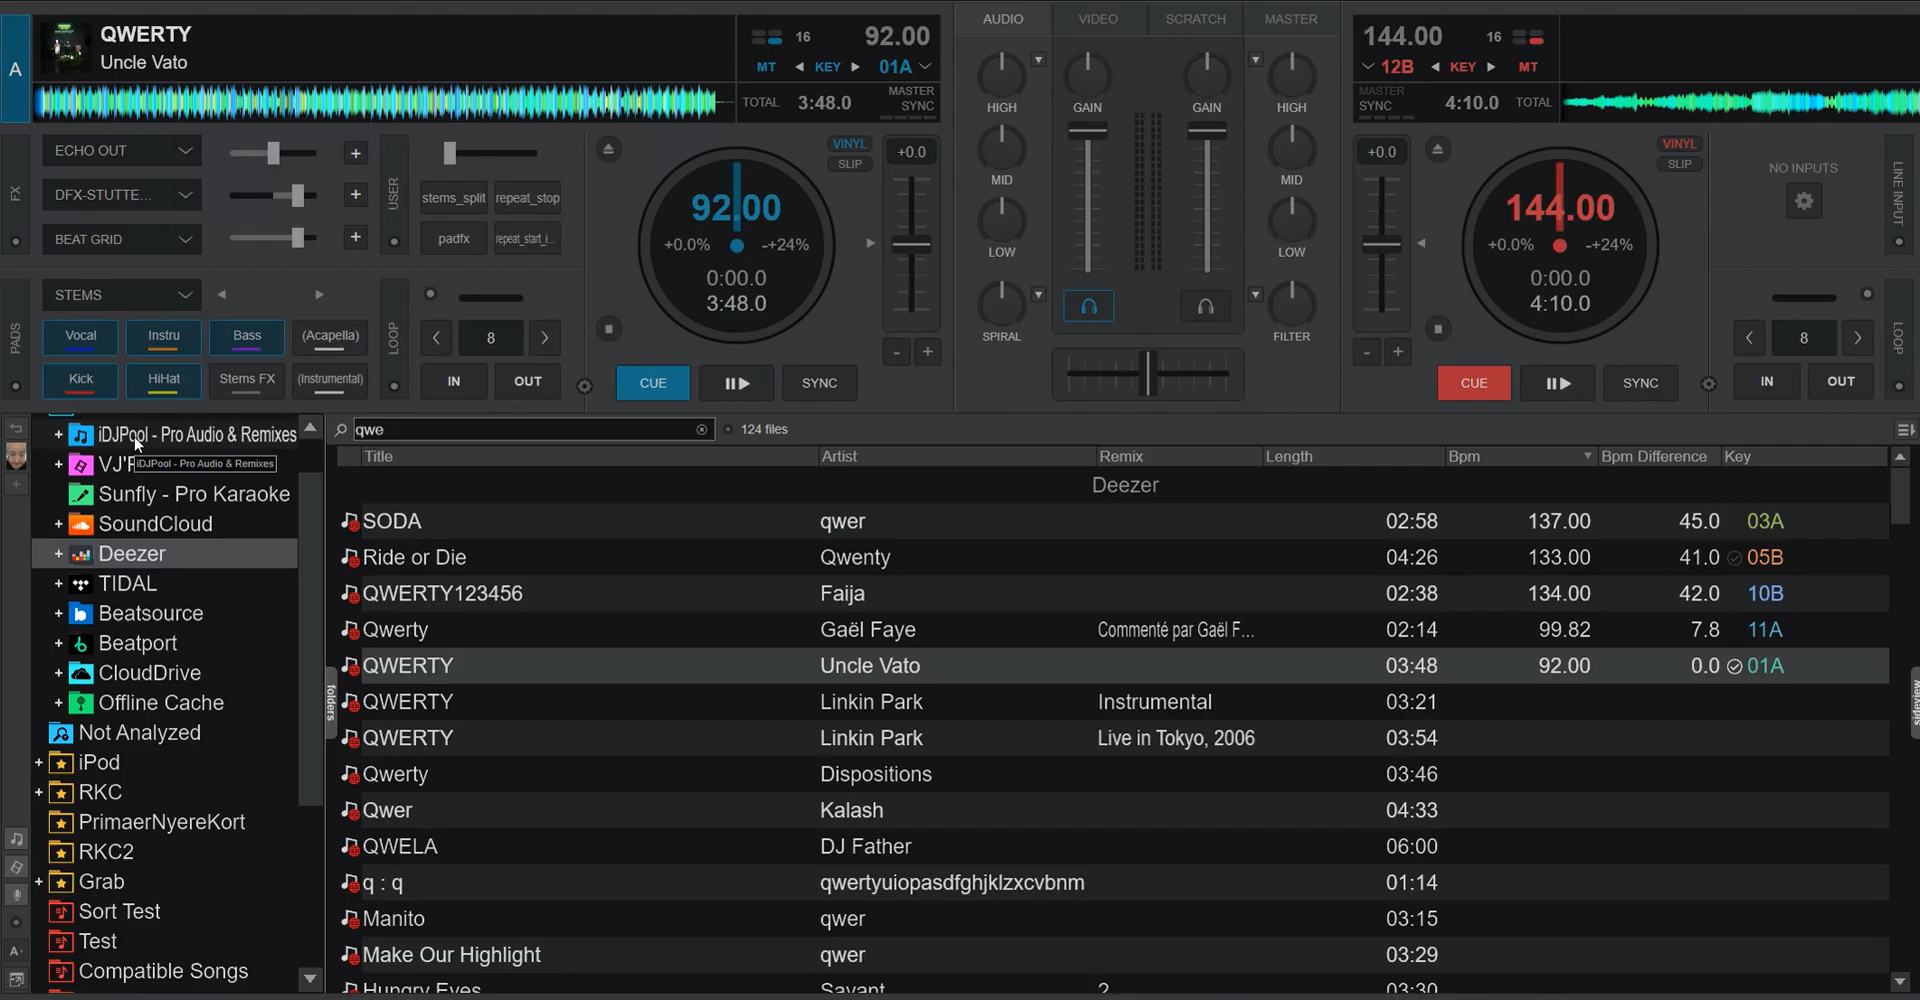 A
QWERTY
Uncle Vato
16
92.00
MT
KEY
01A
TOTAL
3:48.0
MASTER
SYNC
AUDIO
VIDEO
SCRATCH
MASTER
HIGH
GAIN
GAIN
HIGH
MID
MID
LOW
LOW
SPIRAL
FILTER
144.00
16
12B
KEY
MT
MASTER
SYNC
4:10.0
TOTAL
FX
ECHO OUT
+
DFX-STUTTE...
+
BEAT GRID
+
USER
stems_split
repeat_stop
padfx
repeat_start_i...
VINYL
SLIP
+0.0
92.00
+0.0%
-+24%
0:00.0
3:48.0
+0.0
VINYL
SLIP
144.00
+0.0%
-+24%
0:00.0
4:10.0
NO INPUTS
LINE INPUT
PADS
STEMS
Vocal
Instru
Bass
(Acapella)
Kick
HiHat
Stems FX
(Instrumental)
LOOP
8
IN
OUT
CUE
SYNC
-
+
-
+
CUE
SYNC
8
IN
OUT
LOOP
iDJPool - Pro Audio & Remixes
VJ'P
iDJPool - Pro Audio & Remixes
Sunfly - Pro Karaoke
SoundCloud
Deezer
TIDAL
Beatsource
Beatport
CloudDrive
Offline Cache
Not Analyzed
iPod
RKC
PrimaerNyereKort
RKC2
Grab
Sort Test
Test
Compatible Songs
folders
qwe
124 files
Title Artist Remix Length Bpm Bpm Difference Key
Deezer
SODA qwer 02:58 137.00 45.0 03A
Ride or Die Qwenty 04:26 133.00 41.0 05B
QWERTY123456 Faija 02:38 134.00 42.0 10B
Qwerty Gaël Faye Commenté par Gaël F... 02:14 99.82 7.8 11A
QWERTY Uncle Vato 03:48 92.00 0.0 01A
QWERTY Linkin Park Instrumental 03:21
QWERTY Linkin Park Live in Tokyo, 2006 03:54
Qwerty Dispositions 03:46
Qwer Kalash 04:33
QWELA DJ Father 06:00
q : q qwertyuiopasdfghjklzxcvbnm 01:14
Manito qwer 03:15
Make Our Highlight qwer 03:29
Hungry Eyes Savant 2 03:30
sideview